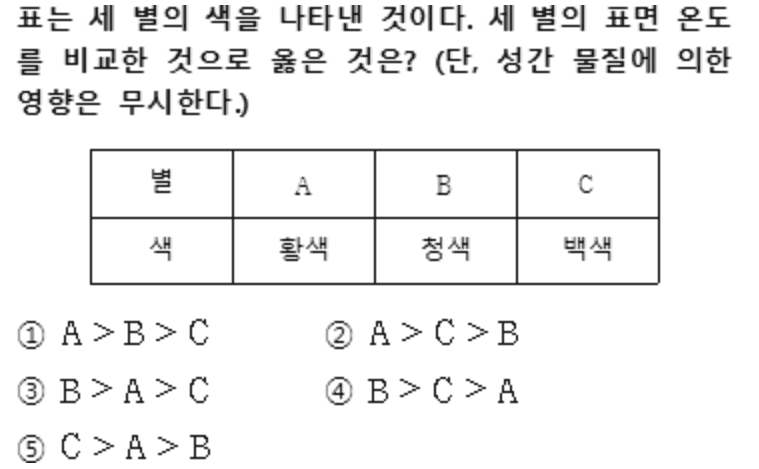 표는 세 별의 색을 나타낸 것이다. 세 별의 표면 온도
를 비교한 것으로 옳은 것은? (단, 성간 물질에 의한
영향은 무시한다.)
별 A B C
색 황색 청색 백색
① A > B > C ② A > C > B
③ B > A > C ④ B > C > A
⑤ C > A > B